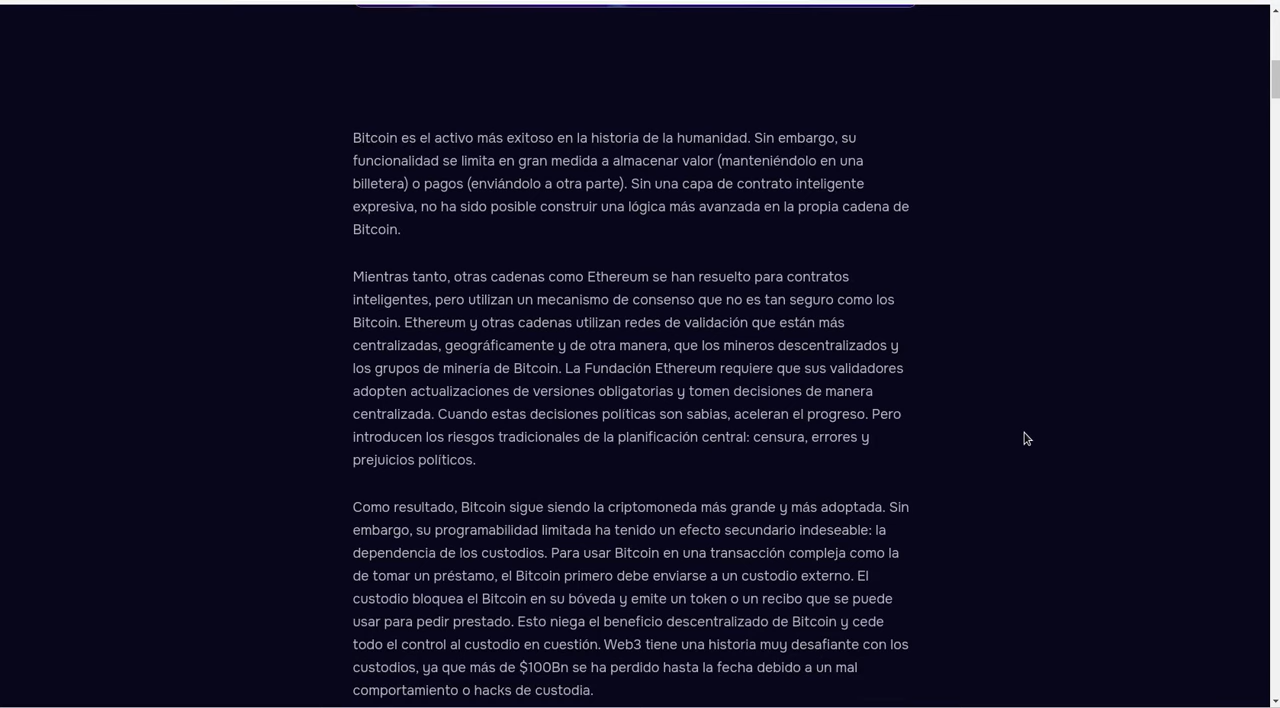 Bitcoin es el activo más exitoso en la historia de la humanidad. Sin embargo, su
funcionalidad se limita en gran medida a almacenar valor (manteniéndolo en una
billetera) o pagos (enviándolo a otra parte). Sin una capa de contrato inteligente
expresiva, no ha sido posible construir una lógica más avanzada en la propia cadena de
Bitcoin.
Mientras tanto, otras cadenas como Ethereum se han resuelto para contratos
inteligentes, pero utilizan un mecanismo de consenso que no es tan seguro como los
Bitcoin. Ethereum y otras cadenas utilizan redes de validación que están más
centralizadas, geográficamente y de otra manera, que los mineros descentralizados y
los grupos de minería de Bitcoin. La Fundación Ethereum requiere que sus validadores
adopten actualizaciones de versiones obligatorias y tomen decisiones de manera
centralizada. Cuando estas decisiones políticas son sabias, aceleran el progreso. Pero
introducen los riesgos tradicionales de la planificación central: censura, errores y
prejuicios políticos.
Como resultado, Bitcoin sigue siendo la criptomoneda más grande y más adoptada. Sin
embargo, su programabilidad limitada ha tenido un efecto secundario indeseable: la
dependencia de los custodios. Para usar Bitcoin en una transacción compleja como la
de tomar un préstamo, el Bitcoin primero debe enviarse a un custodio externo. El
custodio bloquea el Bitcoin en su bóveda y emite un token o un recibo que se puede
usar para pedir prestado. Esto niega el beneficio descentralizado de Bitcoin y cede
todo el control al custodio en cuestión. Web3 tiene una historia muy desafiante con los
custodios, ya que más de $100Bn se ha perdido hasta la fecha debido a un mal
comportamiento o hacks de custodia.